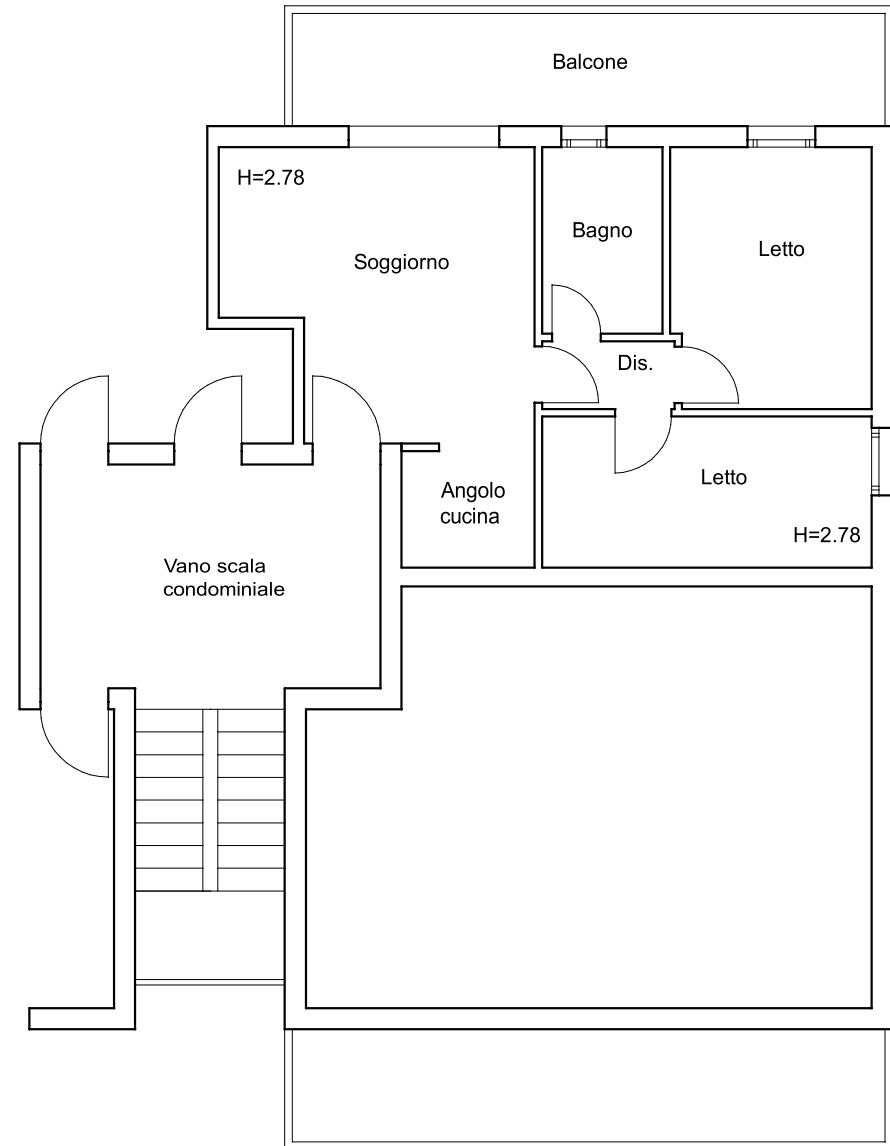 Balcone
H=2.78
Bagno
Letto
Soggiorno
Dis.
Letto
Angolo
cucina
H=2.78
Vano scala
condominiale